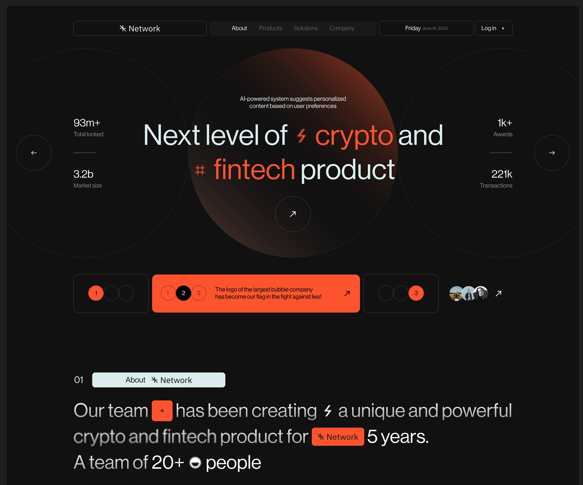 Network
About Products Solutions Company
Friday June 16, 2023
Log in
AI-powered system suggests personalized
content based on user preferences
Next level of crypto and
# fintech product
93m+
Total locked
3.2b
Market size
1k+
Awards
221k
Transactions
1
1 2 3
The logo of the largest bubble company
has become our flag in the fight against lies!
3
01
About Network
Our team + has been creating a unique and powerful
crypto and fintech product for Network 5 years.
A team of 20+ people